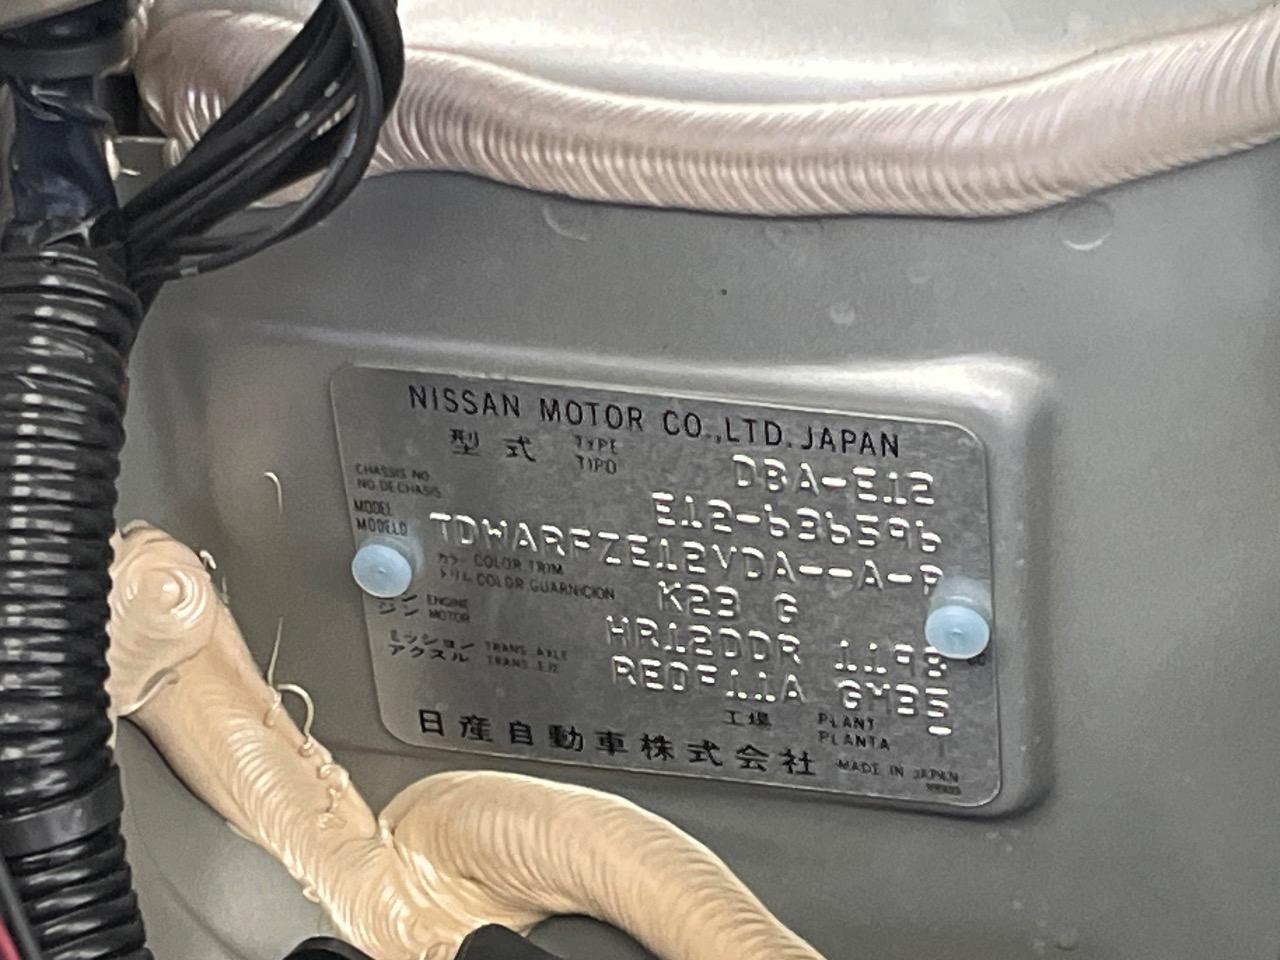 NISSAN MOTOR CO.,LTD. JAPAN
型式 TYPE TIPO DBA-E12
CHASSIS NO
NO DE CHASIS E12-636596
MODEL
MODELO TDWARFZE12VDA--A-
カラー COLOR, TRIM
トリム COLOR, GUARNICION K23 G
ジン ENGINE MOTOR HR12DDR 1198
ミッション TRANS. AXLE
アクスル TRANS. EJE RE0F11A GM35
工場 PLANT
PLANTA
日産自動車株式会社 MADE IN JAPAN